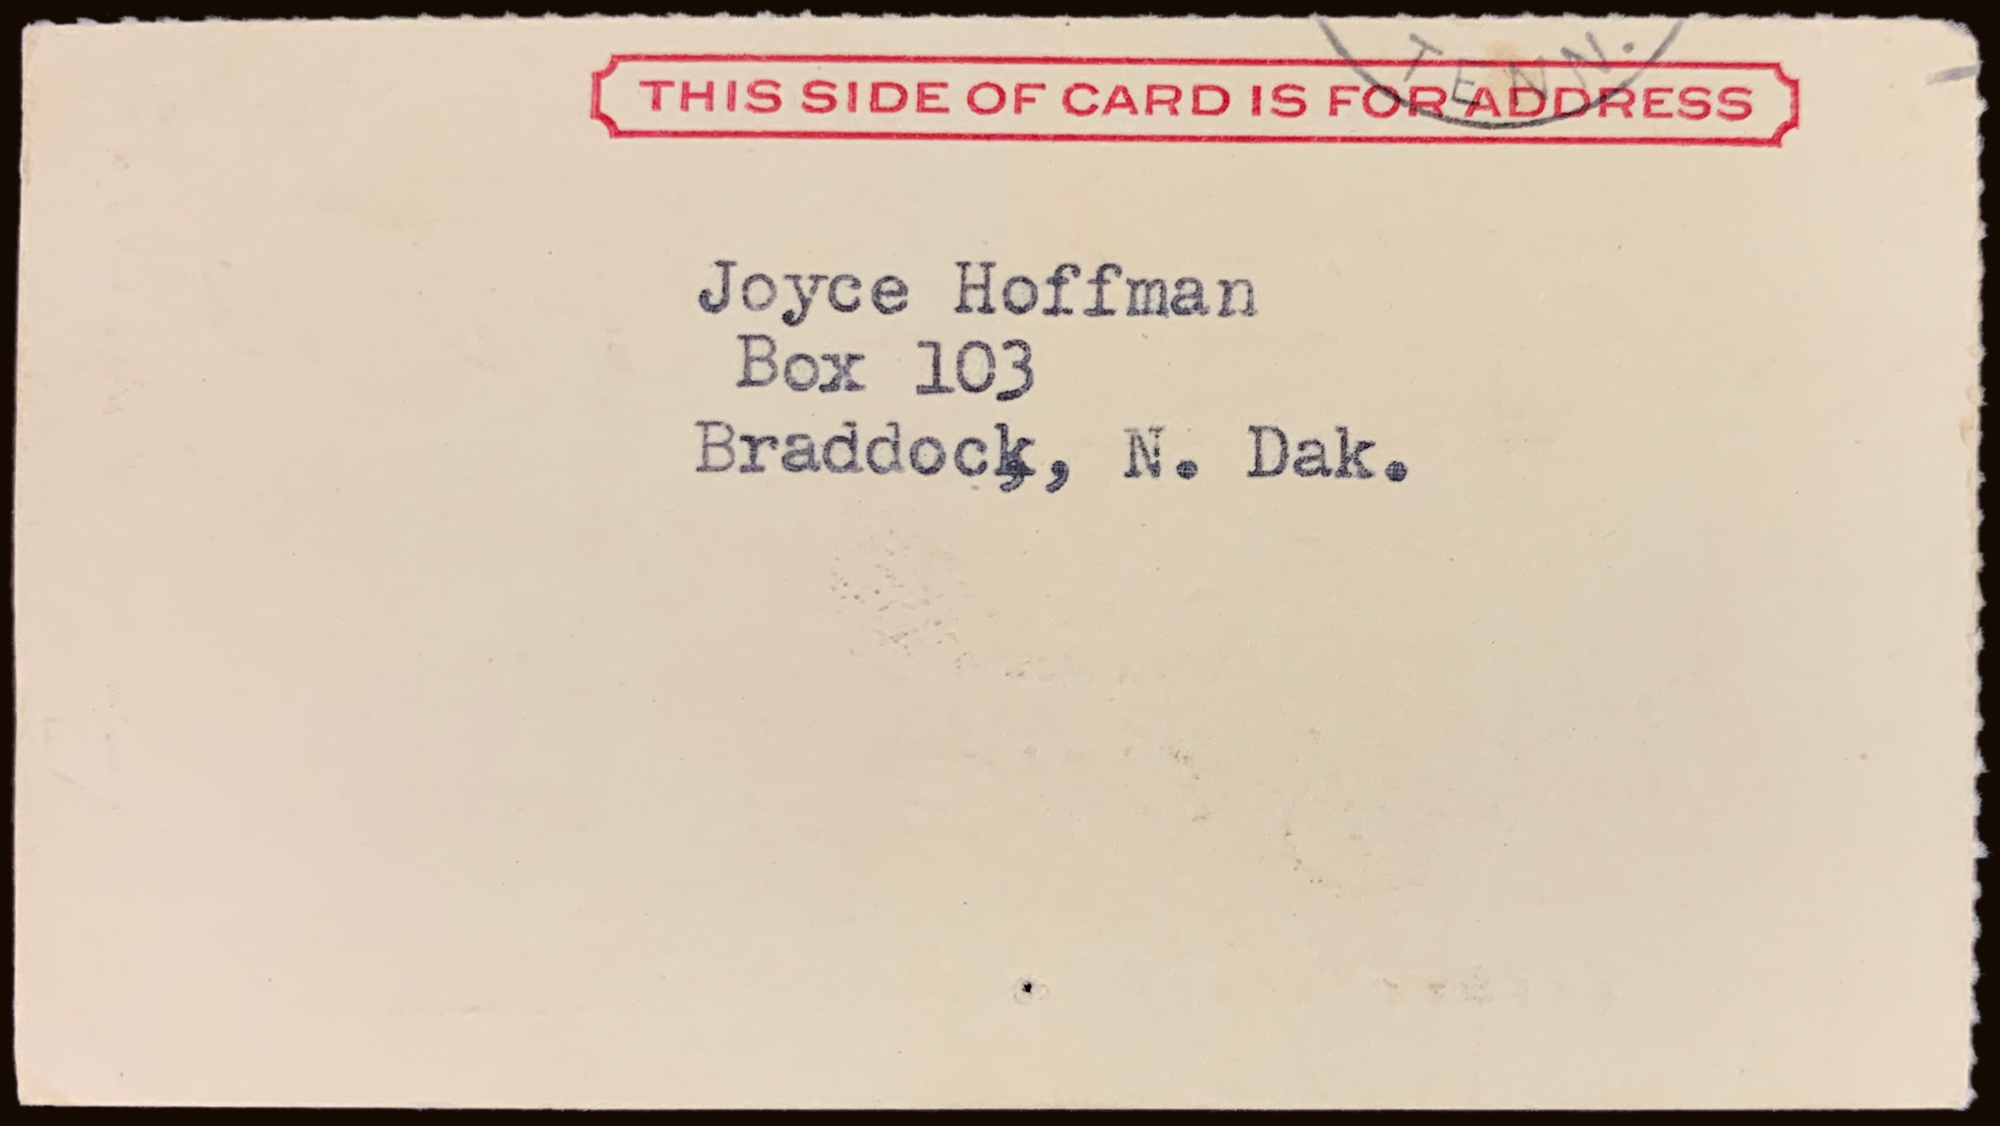 TENN.
THIS SIDE OF CARD IS FOR ADDRESS
Joyce Hoffman
Box 103
Braddock, N. Dak.